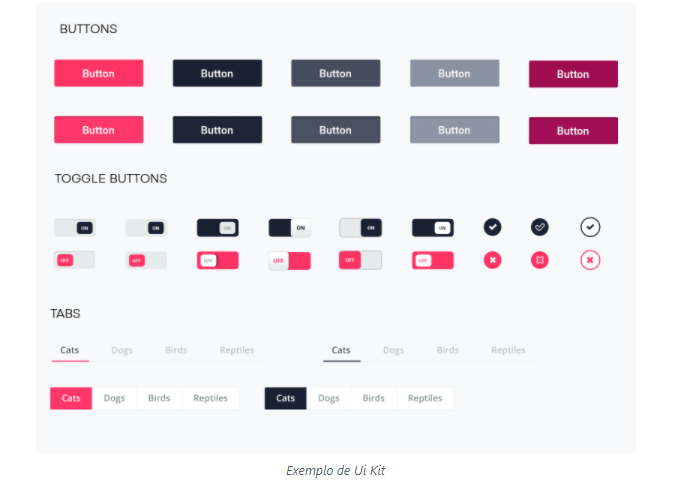 BUTTONS
Button Button Button Button Button
Button Button Button Button Button
TOGGLE BUTTONS
ON ON ON ON ON ON
OFF OFF OFF OFF OFF OFF
TABS
Cats Dogs Birds Reptiles Cats Dogs Birds Reptiles
Cats Dogs Birds Reptiles Cats Dogs Birds Reptiles
Exemplo de Ui Kit